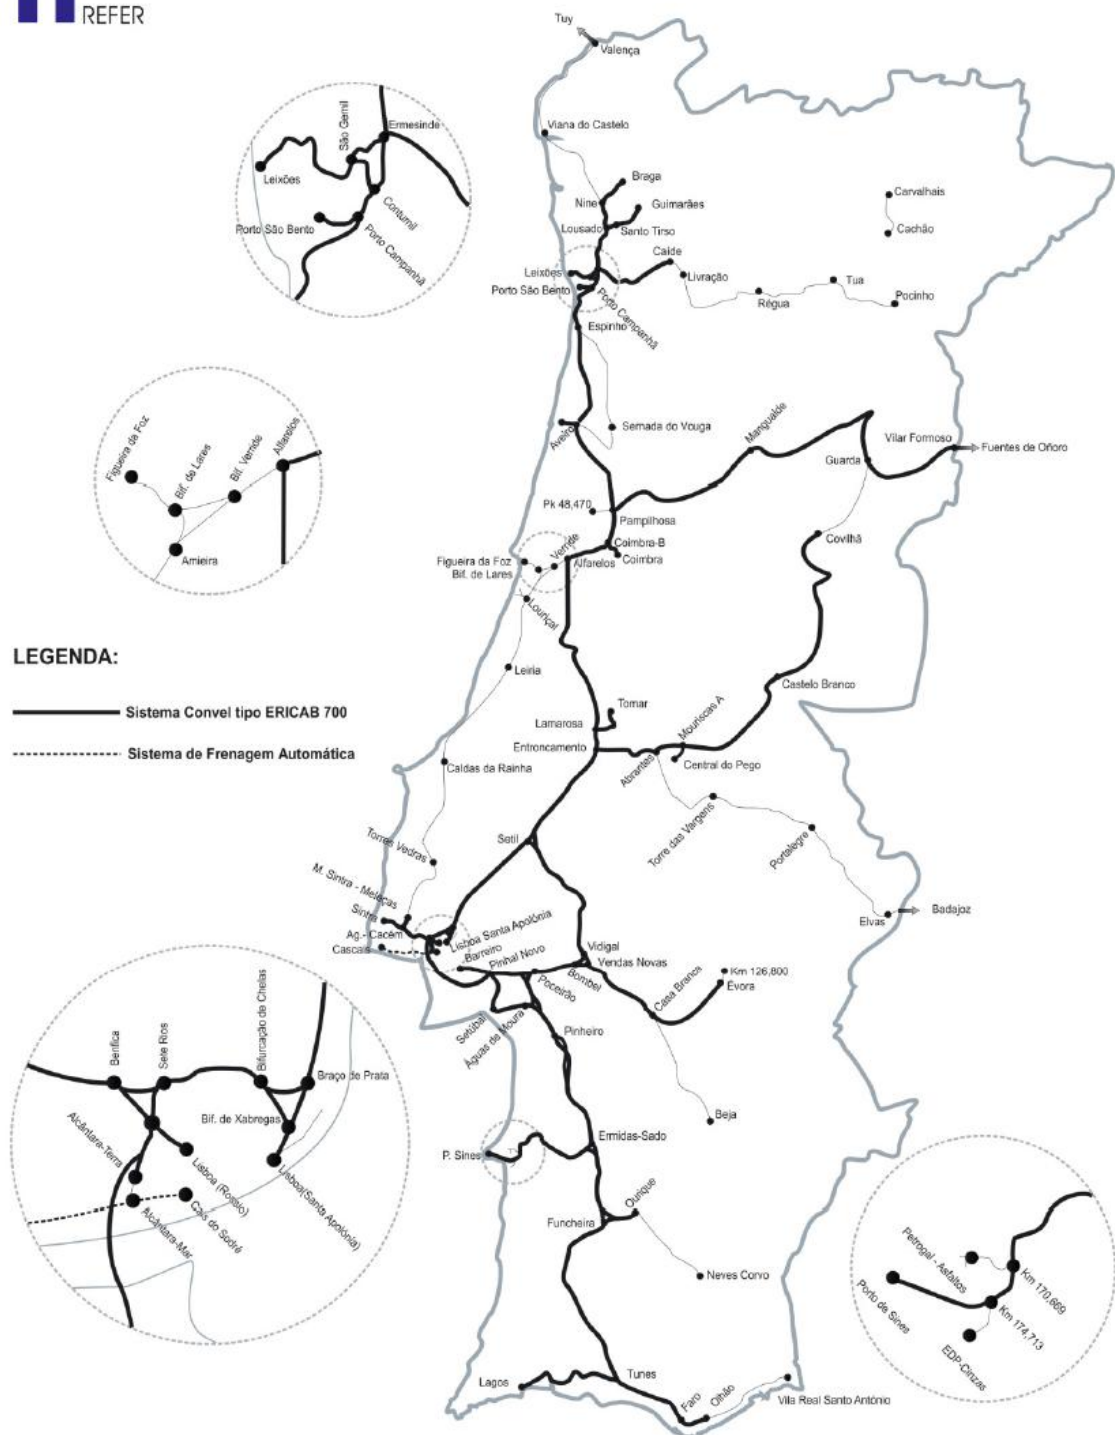 REFER
Tuy
Valença
Viana do Castelo
Braga
Nine
Guimarães
Lousado
Santo Tirso
Caíde
Livração
Leixões
Porto São Bento
Porto Campanhã
Régua
Tua
Pocinho
Carvalhais
Cachão
Espinho
São Gemil
Ermesinde
Leixões
Contumil
Porto São Bento
Porto Campanhã
Aveiro
Sernada do Vouga
Mangualde
Vilar Formoso
Fuentes de Oñoro
Guarda
Pk 48,470
Pampilhosa
Covilhã
Coimbra-B
Coimbra
Figueira da Foz
Bif. de Lares
Verride
Alfarelos
Louriçal
Figueira da Foz
Bif. de Lares
Bif. Verride
Alfarelos
Amieira
Leiria
Castelo Branco
Tomar
Lamarosa
Mouriscas A
Entroncamento
Abrantes
Central do Pego
LEGENDA:
Sistema Convel tipo ERICAB 700
Sistema de Frenagem Automática
Caldas da Rainha
Torre das Vargens
Portalegre
Setil
Torres Vedras
Elvas
Badajoz
M. Sintra - Meleças
Sintra
Ag.- Cacém
Cascais
Lisboa Santa Apolónia
Barreiro
Pinhal Novo
Vidigal
Vendas Novas
Bombel
Poceirão
Casa Branca
Km 126,800
Évora
Setúbal
Águas de Moura
Pinheiro
Beja
Benfica
Sete Rios
Bifurcação de Chelas
Braço de Prata
Bif. de Xabregas
Alcântara-Terra
Lisboa (Rossio)
Lisboa(Santa Apolónia)
Cais do Sodré
Alcântara-Mar
Ermidas-Sado
P. Sines
Ourique
Funcheira
Neves Corvo
Petrogal - Asfaltos
Km 170,669
Porto de Sines
Km 174,713
EDP-Cinzas
Tunes
Lagos
Faro
Olhão
Vila Real Santo António